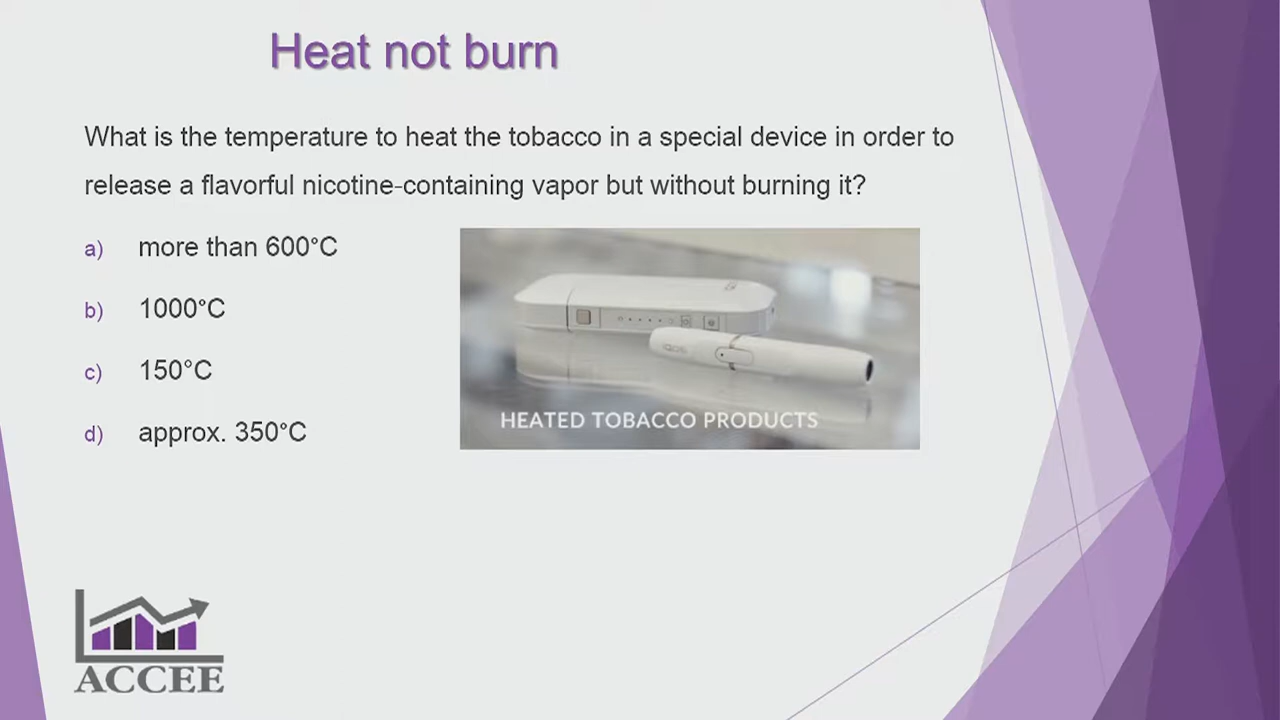 Heat not burn
What is the temperature to heat the tobacco in a special device in order to
release a flavorful nicotine-containing vapor but without burning it?
a) more than 600°C
b) 1000°C
c) 150°C
d) approx. 350°C
IQOS
HEATED TOBACCO PRODUCTS
ACCEE